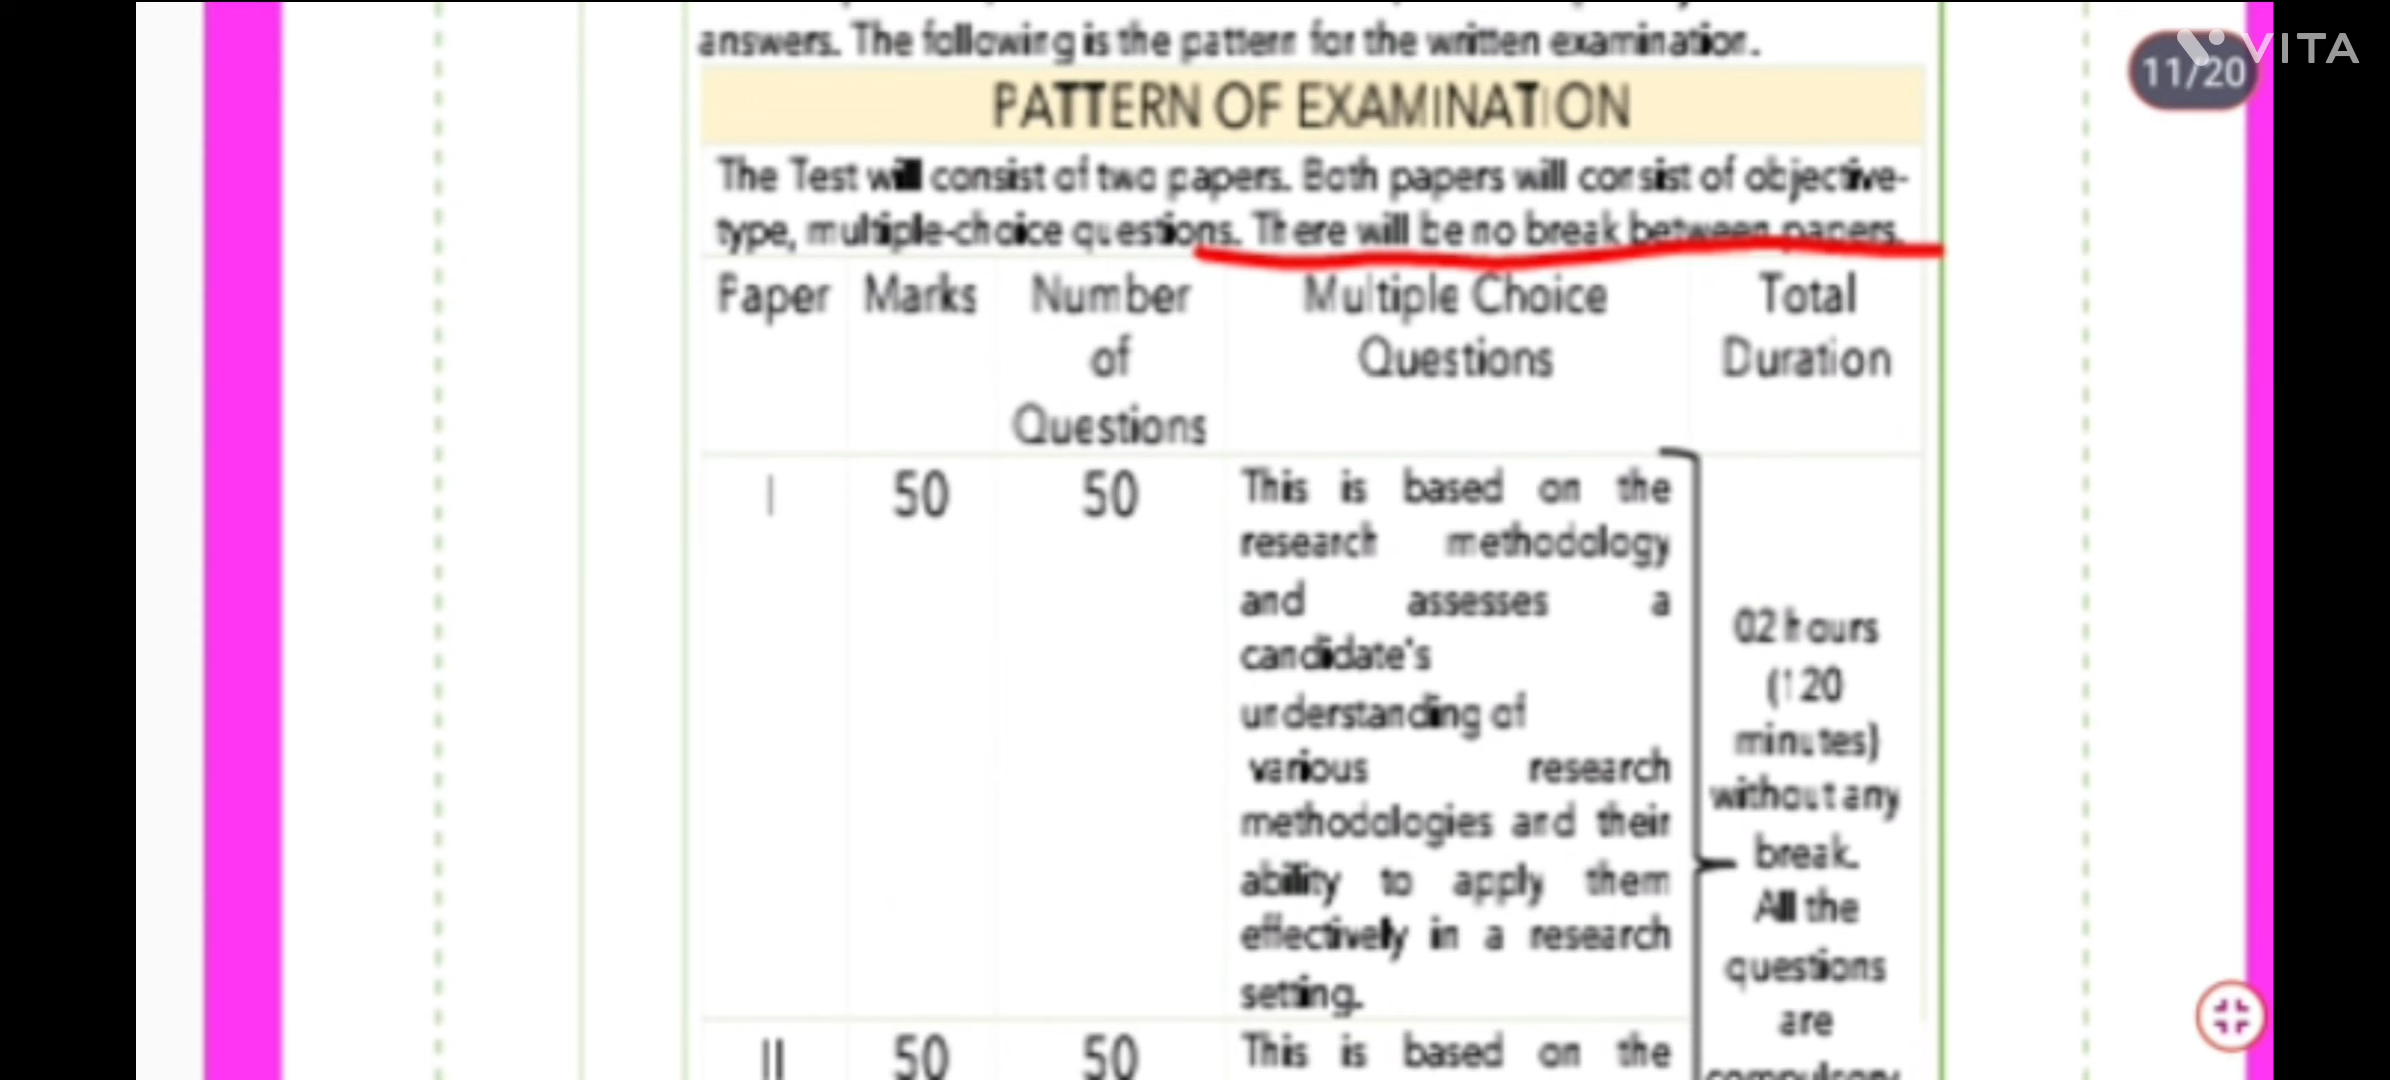 answers. The following is the pattern for the written examination.
VITA
11/20
PATTERN OF EXAMINATION
The Test will consist of two papers. Both papers will consist of objective-
type, multiple-choice questions. There will be no break between papers.
Paper Marks Number of Questions Multiple Choice Questions Total Duration
I 50 50
This is based on the
research methodology
and assesses a
candidate's
understanding of
various research
methodologies and their
ability to apply them
effectively in a research
setting.
02 hours
(120
minutes)
without any
break.
All the
questions
are
compulsory
II 50 50 This is based on the